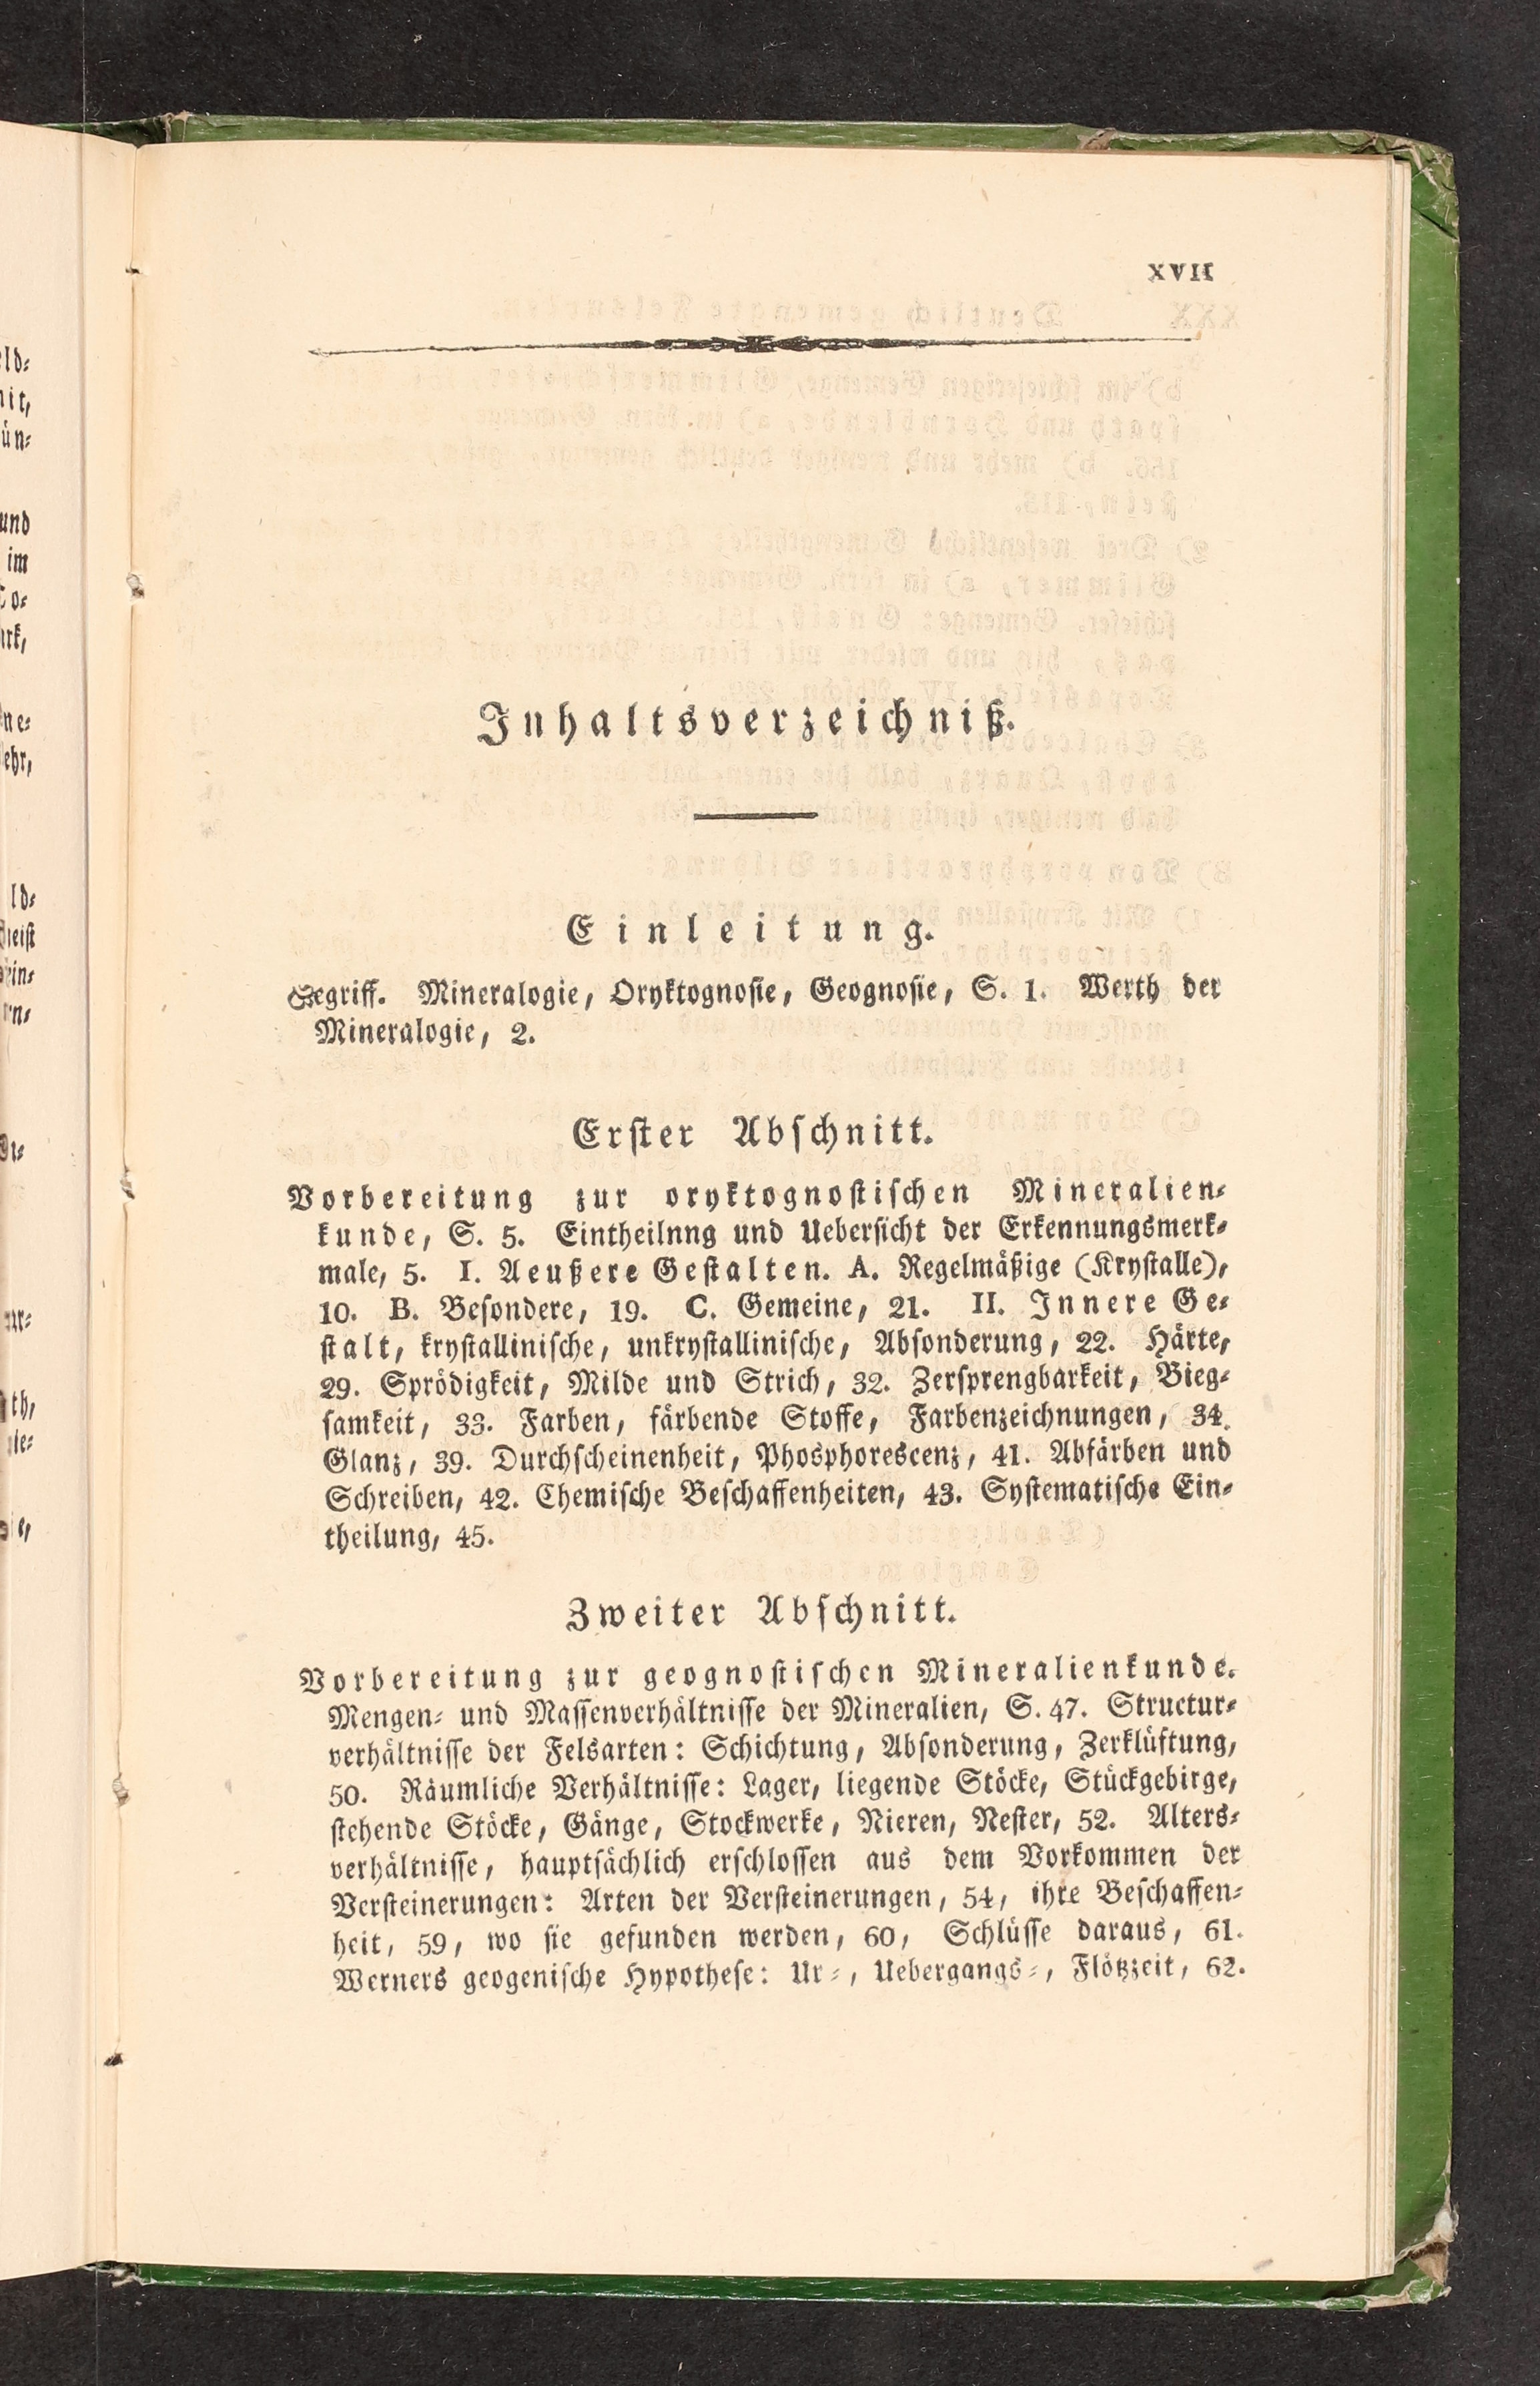 XVII
Inhaltsverzeichniß.
Einleitung.
Begriff. Mineralogie, Oryktognosie, Geognosie, S. 1. Werth der
Mineralogie, 2.
Erster Abschnitt.
Vorbereitung zur oryktognostischen Mineralien-
kunde, S. 5. Eintheilnng und Uebersicht der Erkennungsmerk-
male, 5. I. Aeußere Gestalten. A. Regelmäßige (Krystalle),
10. B. Besondere, 19. C. Gemeine, 21. II. Innere Ge-
stalt, krystallinische, unkrystallinische, Absonderung, 22. Härte,
29. Sprödigkeit, Milde und Strich, 32. Zersprengbarkeit, Bieg-
samkeit, 33. Farben, färbende Stoffe, Farbenzeichnungen, 34.
Glanz, 39. Durchscheinenheit, Phosphorescenz, 41. Abfärben und
Schreiben, 42. Chemische Beschaffenheiten, 43. Systematische Ein-
theilung, 45.
Zweiter Abschnitt.
Vorbereitung zur geognostischen Mineralienkunde.
Mengen- und Massenverhältnisse der Mineralien, S. 47. Structur-
verhältnisse der Felsarten: Schichtung, Absonderung, Zerklüftung,
50. Räumliche Verhältnisse: Lager, liegende Stöcke, Stückgebirge,
stehende Stöcke, Gänge, Stockwerke, Nieren, Nester, 52. Alters-
verhältnisse, hauptsächlich erschlossen aus dem Vorkommen der
Versteinerungen: Arten der Versteinerungen, 54, ihre Beschaffen-
heit, 59, wo sie gefunden werden, 60, Schlüsse daraus, 61.
Werners geogenische Hypothese: Ur-, Uebergangs-, Flötzzeit, 62.